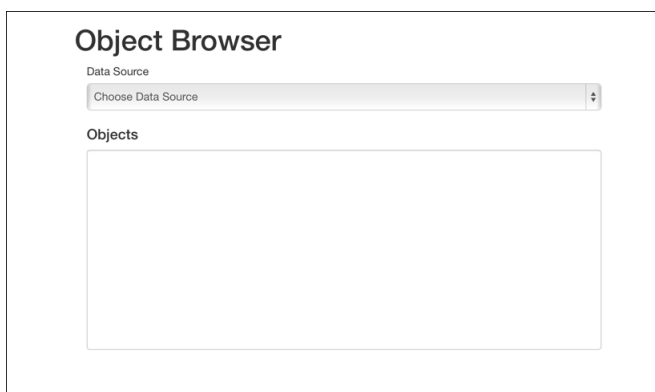 Object Browser
Data Source
Choose Data Source
Objects